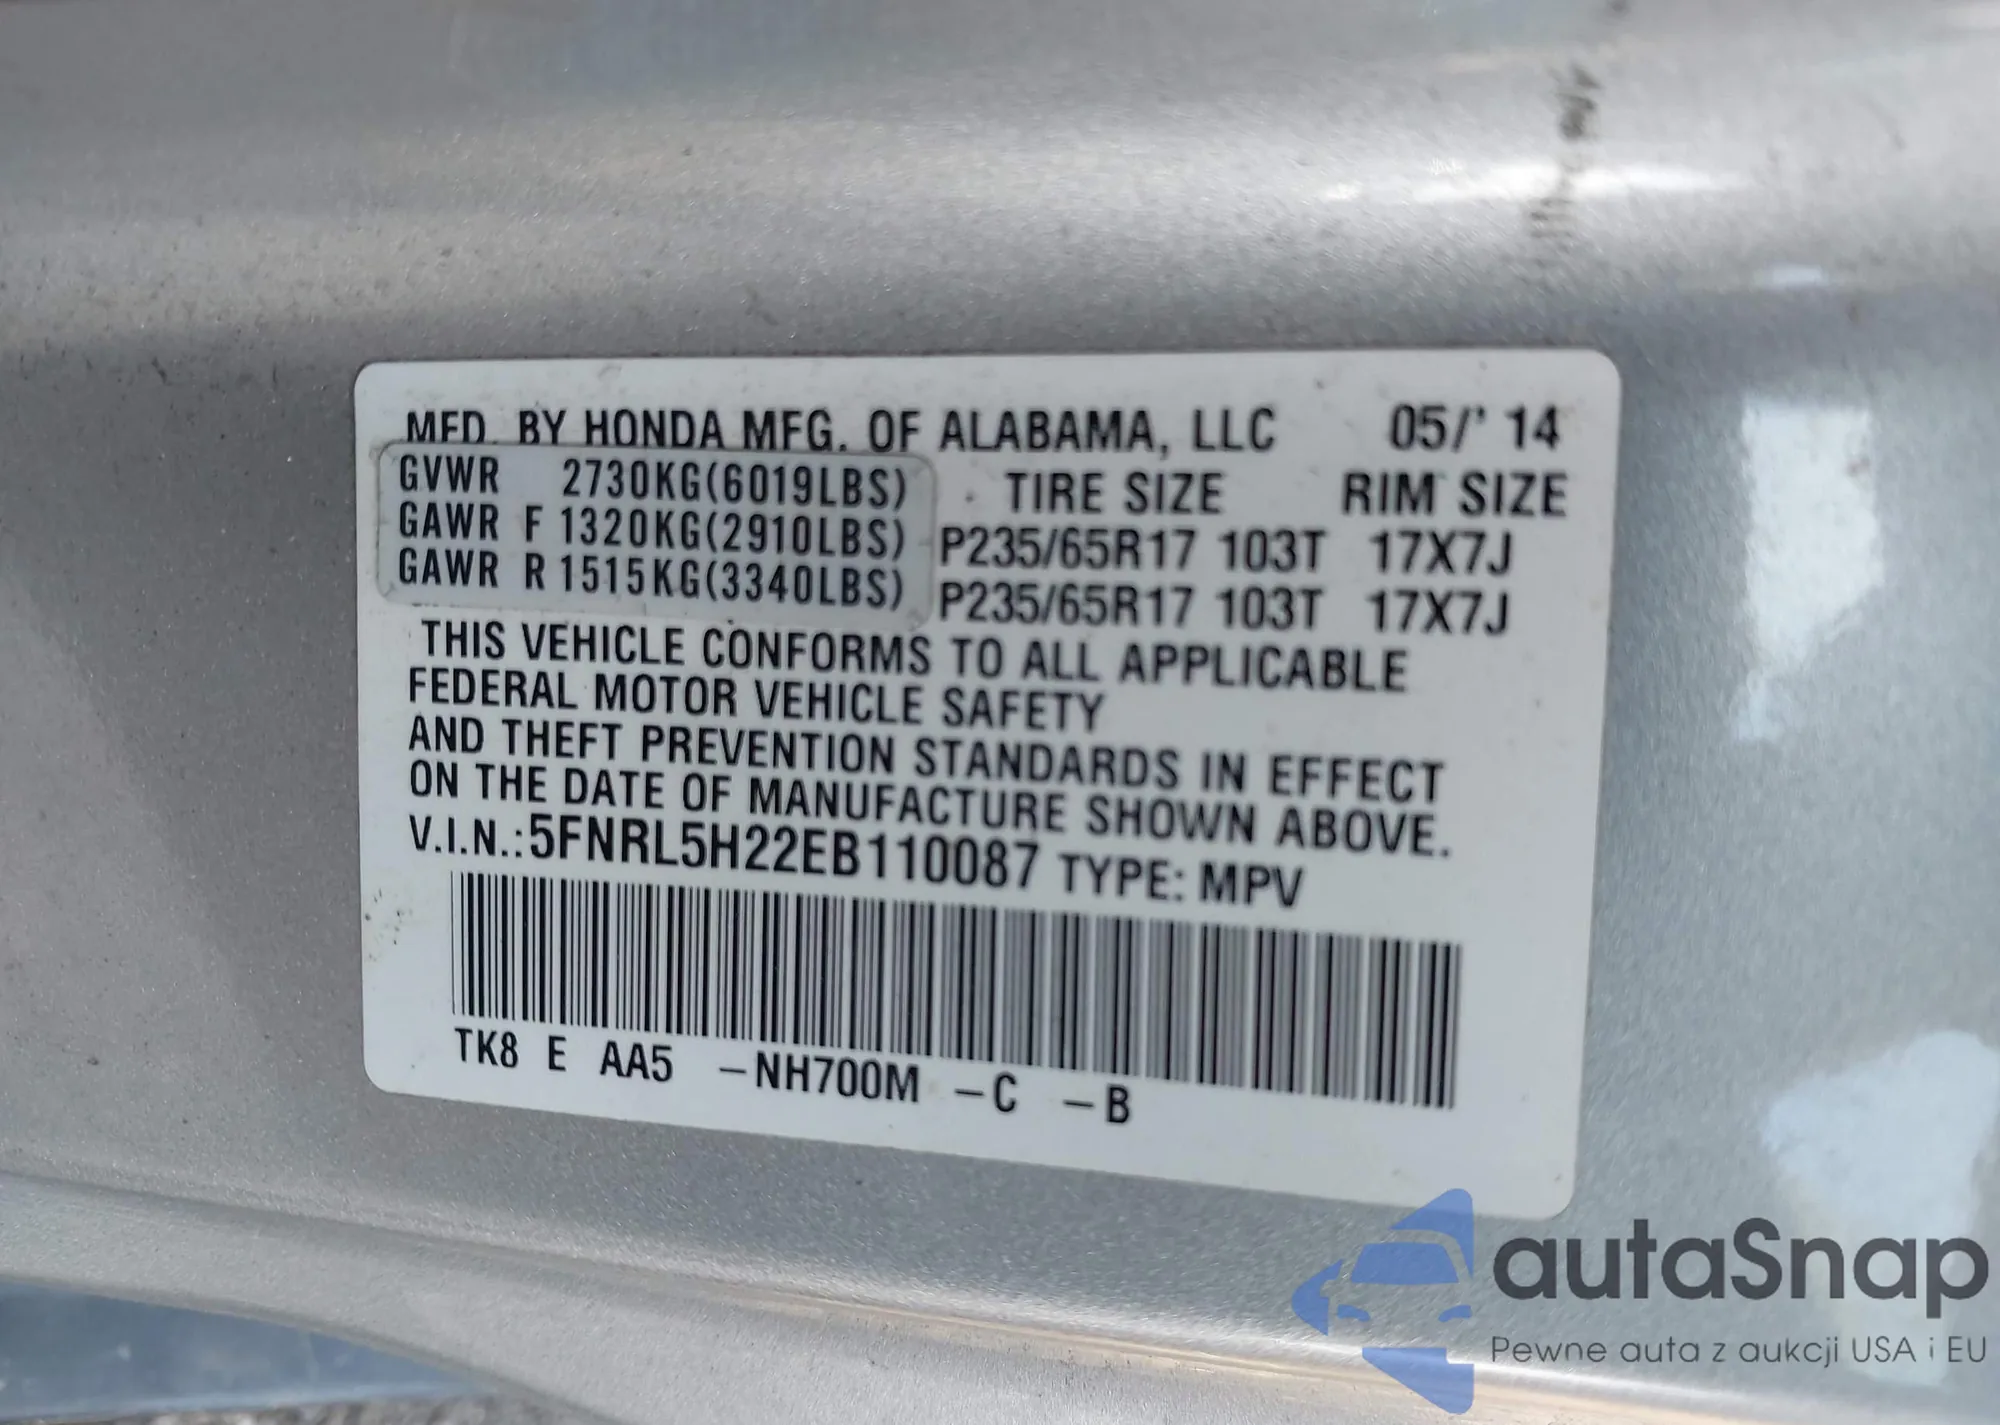 MFD. BY HONDA MFG. OF ALABAMA, LLC 05/' 14
GVWR 2730KG(6019LBS) TIRE SIZE RIM SIZE
GAWR F 1320KG(2910LBS) P235/65R17 103T 17X7J
GAWR R 1515KG(3340LBS) P235/65R17 103T 17X7J
THIS VEHICLE CONFORMS TO ALL APPLICABLE
FEDERAL MOTOR VEHICLE SAFETY
AND THEFT PREVENTION STANDARDS IN EFFECT
ON THE DATE OF MANUFACTURE SHOWN ABOVE.
V.I.N.:5FNRL5H22EB110087 TYPE: MPV
TK8 E AA5 -NH700M -C -B
autaSnap
Pewne auta z aukcji USA i EU